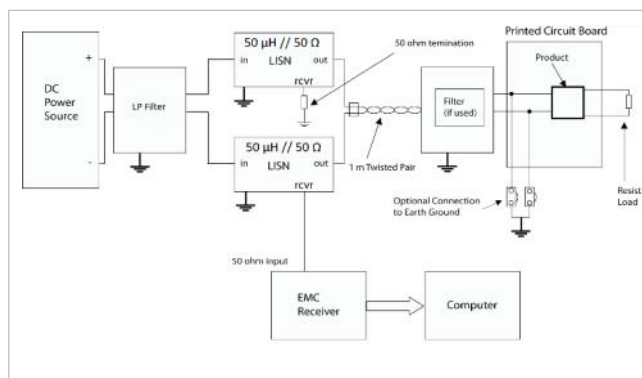 Printed Circuit Board
50 µH // 50 Ω
LISN
in
out
rcvr
50 ohm temination
Product
+
DC
Power
Source
-
LP Filter
Filter
(if used)
50 µH // 50 Ω
LISN
in
out
rcvr
1 m Twisted Pair
Resist
Load
Optional Connection
to Earth Ground
50 ohm input
EMC
Receiver
Computer